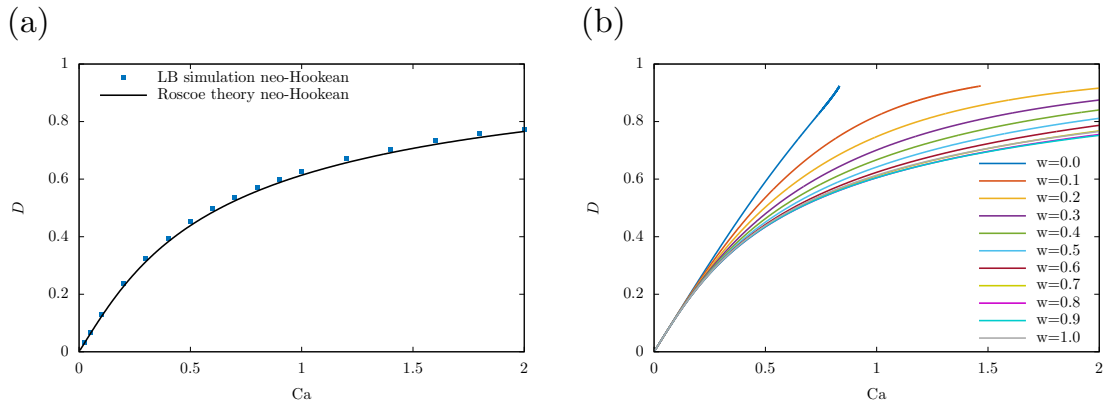 (a)
1
0.8
0.6
0.4
0.2
0
D
0
0.5
1
1.5
2
Ca
LB simulation neo-Hookean
Roscoe theory neo-Hookean
(b)
1
0.8
0.6
0.4
0.2
0
D
0
0.5
1
1.5
2
Ca
w=0.0
w=0.1
w=0.2
w=0.3
w=0.4
w=0.5
w=0.6
w=0.7
w=0.8
w=0.9
w=1.0